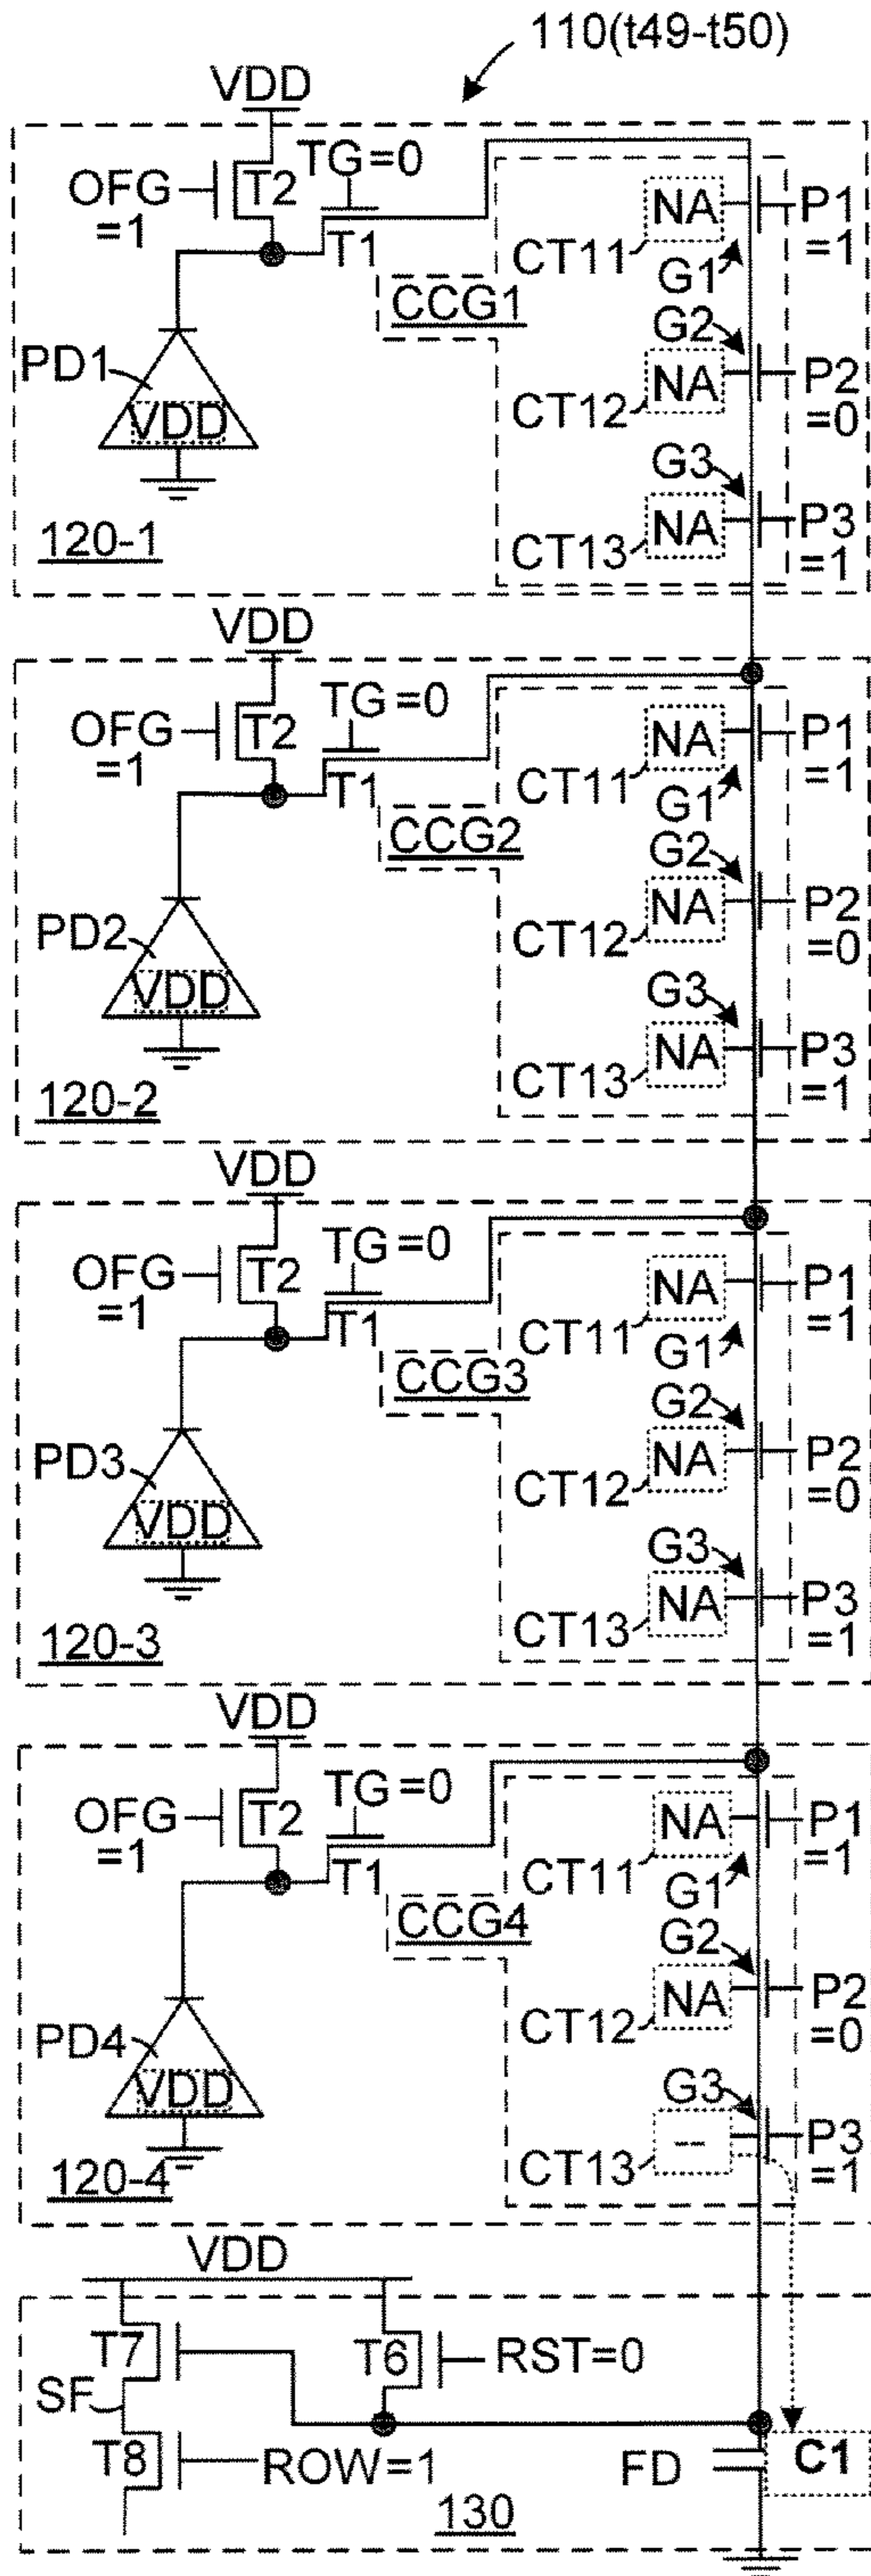 110(t49-t50)
VDD
TG=0
OFG
=1
T2
T1
NA
P1
=1
CT11
G1
CCG1
G2
PD1
VDD
NA
P2
=0
CT12
G3
NA
P3
=1
CT13
120-1
VDD
TG=0
OFG
=1
T2
T1
NA
P1
=1
CT11
G1
CCG2
G2
PD2
VDD
NA
P2
=0
CT12
G3
NA
P3
=1
CT13
120-2
VDD
TG=0
OFG
=1
T2
T1
NA
P1
=1
CT11
G1
CCG3
G2
PD3
VDD
NA
P2
=0
CT12
G3
NA
P3
=1
CT13
120-3
VDD
TG=0
OFG
=1
T2
T1
NA
P1
=1
CT11
G1
CCG4
G2
PD4
VDD
NA
P2
=0
CT12
G3
--
P3
=1
CT13
120-4
VDD
T7
T6
RST=0
SF
T8
ROW=1
FD
C1
130